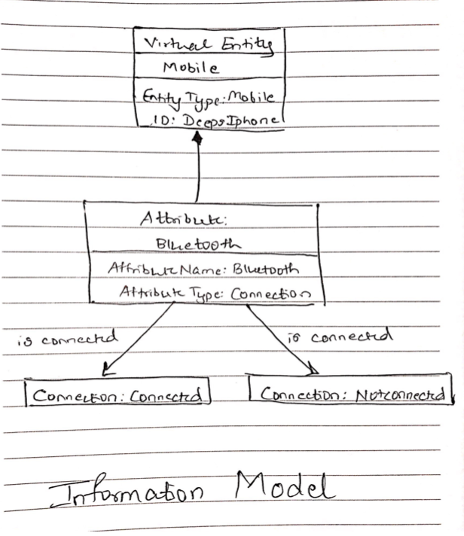 Virtual Entity
Mobile
Entity Type: Mobile
ID: DeepsIphone
Attribute:
Bluetooth
Attribute Name: Bluetooth
Attribute Type: Connection
is connected
is connected
Connection: Connected
Connection: Notconnected
Information Model